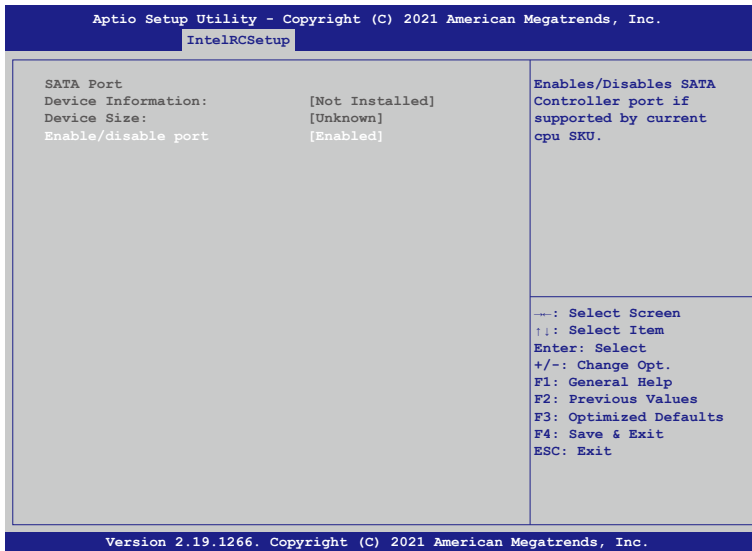 Aptio Setup Utility - Copyright (C) 2021 American Megatrends, Inc.
IntelRCSetup
SATA Port
Device Information: [Not Installed]
Device Size: [Unknown]
Enable/disable port [Enabled]
Enables/Disables SATA
Controller port if
supported by current
cpu SKU.
→←: Select Screen
↑↓: Select Item
Enter: Select
+/-: Change Opt.
F1: General Help
F2: Previous Values
F3: Optimized Defaults
F4: Save & Exit
ESC: Exit
Version 2.19.1266. Copyright (C) 2021 American Megatrends, Inc.